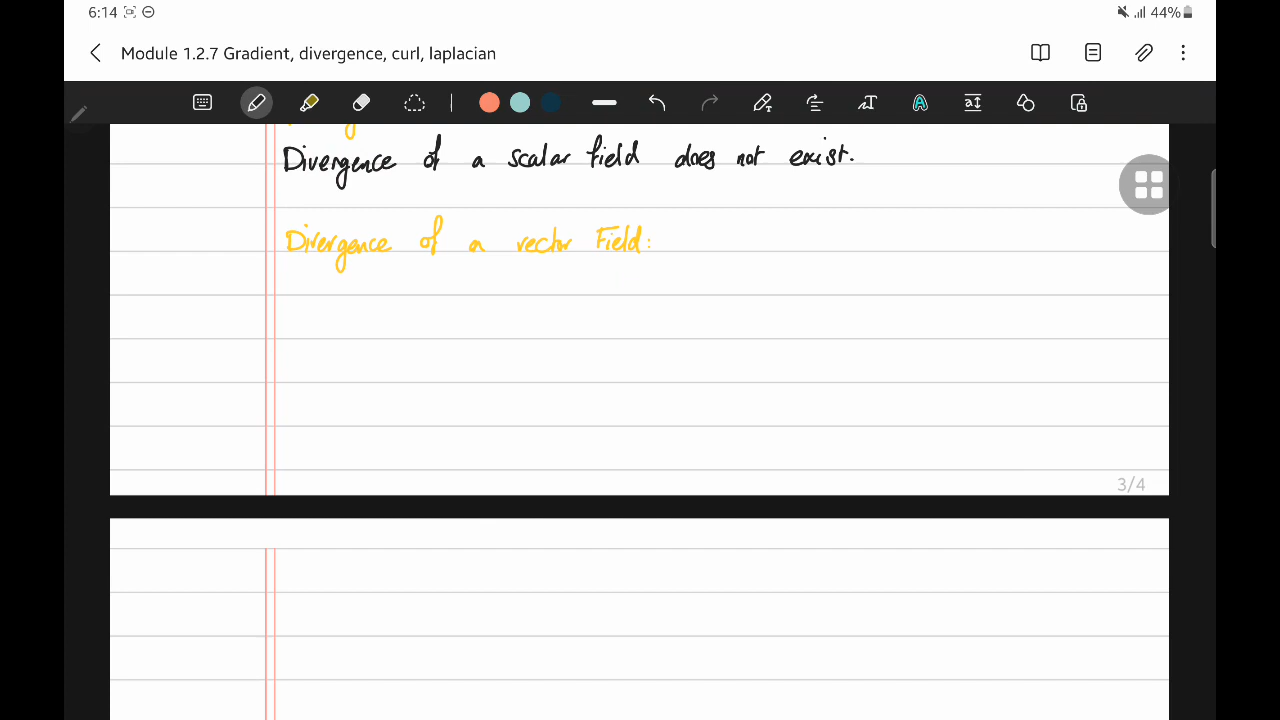 6:14 44%
Module 1.2.7 Gradient, divergence, curl, laplacian
Divergence of a scalar field does not exist.
Divergence of a vector Field:
3/4